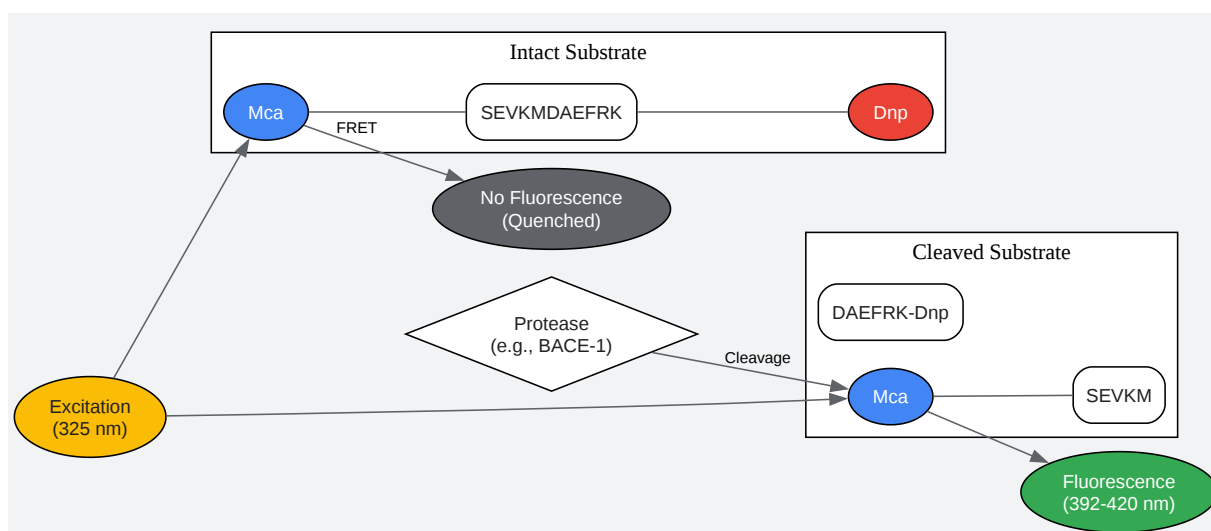 Intact Substrate
Mca
SEVKMDAEFRK
Dnp
FRET
No Fluorescence
(Quenched)
Cleaved Substrate
DAEFRK-Dnp
Protease
(e.g., BACE-1)
Cleavage
Mca
SEVKM
Excitation
(325 nm)
Fluorescence
(392-420 nm)